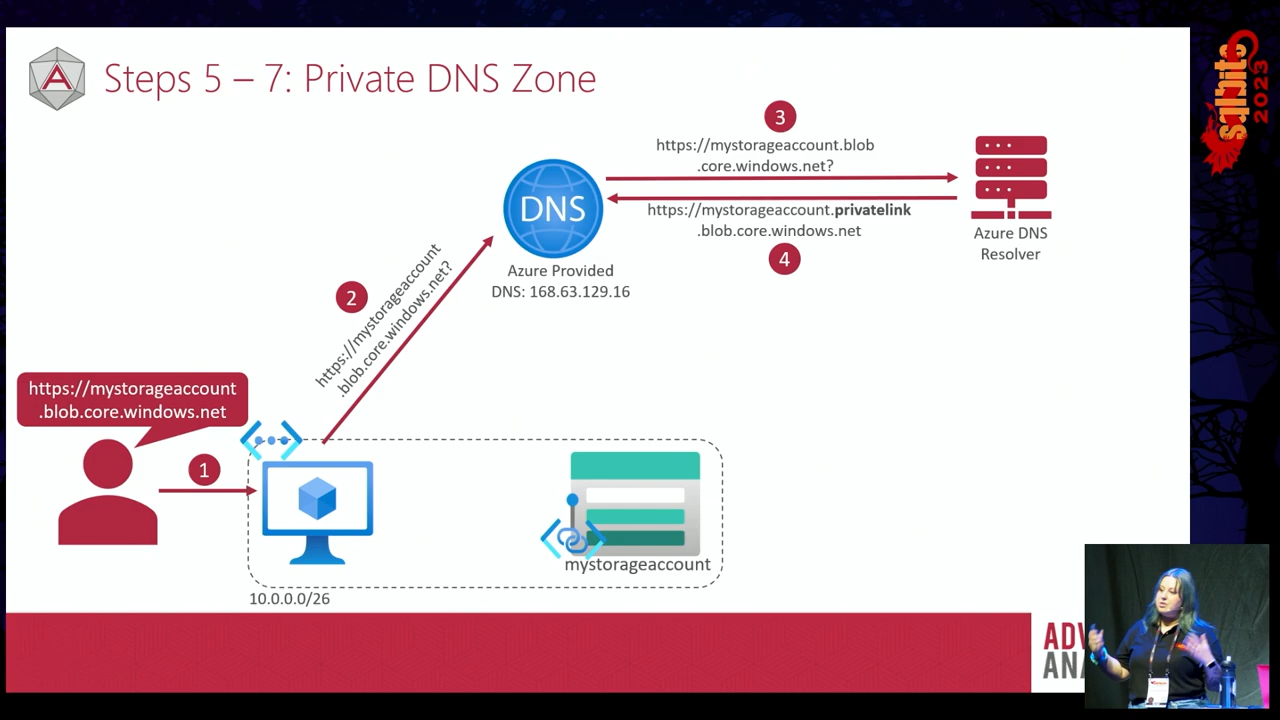 Steps 5 – 7: Private DNS Zone
A
sqlbits
2023
3
https://mystorageaccount.blob
.core.windows.net?
https://mystorageaccount.privatelink
.blob.core.windows.net
4
Azure DNS
Resolver
DNS
Azure Provided
DNS: 168.63.129.16
2
https://mystorageaccount
.blob.core.windows.net?
https://mystorageaccount
.blob.core.windows.net
1
mystorageaccount
10.0.0.0/26